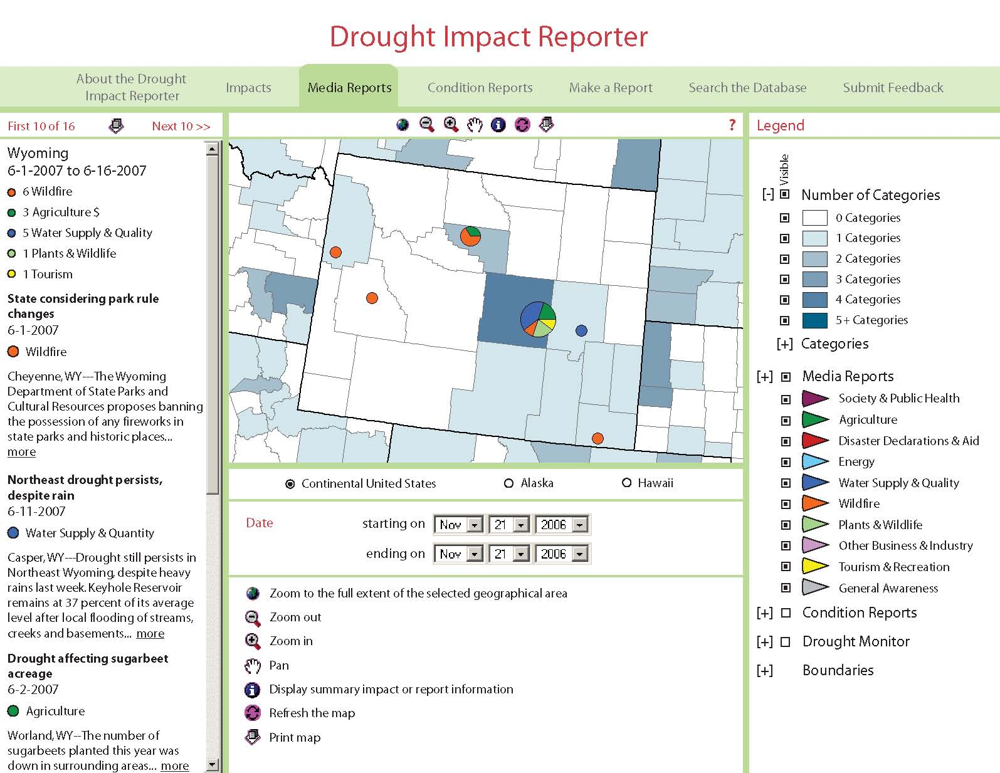 Drought Impact Reporter
About the Drought
Impact Reporter
Impacts
Media Reports
Condition Reports
Make a Report
Search the Database
Submit Feedback
First 10 of 16
Next 10 >>
?
Legend
Wyoming
6-1-2007 to 6-16-2007
6 Wildfire
3 Agriculture $
5 Water Supply & Quality
1 Plants & Wildlife
1 Tourism
State considering park rule
changes
6-1-2007
Wildfire
Cheyenne, WY---The Wyoming
Department of State Parks and
Cultural Resources proposes banning
the possession of any fireworks in
state parks and historic places...
more
Northeast drought persists,
despite rain
6-11-2007
Water Supply & Quantity
Casper, WY---Drought still persists in
Northeast Wyoming, despite heavy
rains last week. Keyhole Reservoir
remains at 37 percent of its average
level after local flooding of streams,
creeks and basements... more
Drought affecting sugarbeet
acreage
6-2-2007
Agriculture
Worland, WY--The number of
sugarbeets planted this year was
down in surrounding areas... more
Continental United States
Alaska
Hawaii
Date
starting on
Nov 21 2006
ending on
Nov 21 2006
Zoom to the full extent of the selected geographical area
Zoom out
Zoom in
Pan
Display summary impact or report information
Refresh the map
Print map
Visible
[-] Number of Categories
0 Categories
1 Categories
2 Categories
3 Categories
4 Categories
5+ Categories
[+] Categories
[+] Media Reports
Society & Public Health
Agriculture
Disaster Declarations & Aid
Energy
Water Supply & Quality
Wildfire
Plants & Wildlife
Other Business & Industry
Tourism & Recreation
General Awareness
[+] Condition Reports
[+] Drought Monitor
[+] Boundaries